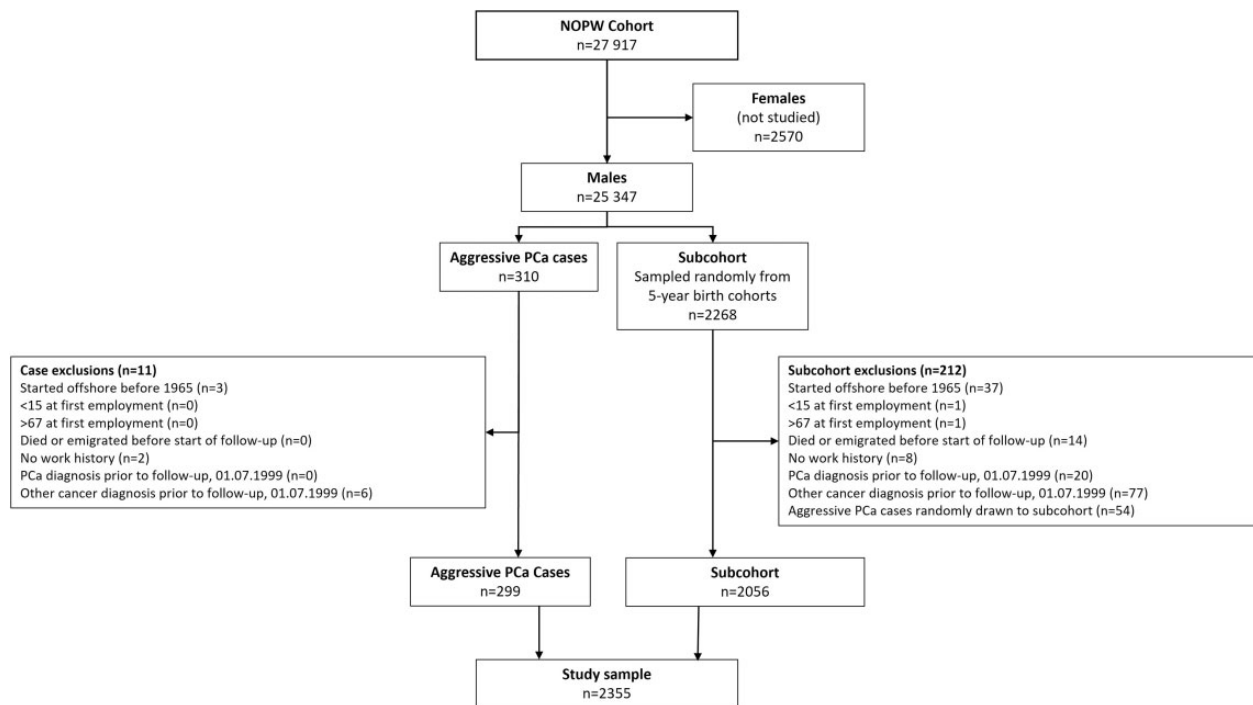 NOPW Cohort
n=27 917
Females
(not studied)
n=2570
Males
n=25 347
Aggressive PCa cases
n=310
Subcohort
Sampled randomly from
5-year birth cohorts
n=2268
Case exclusions (n=11)
Started offshore before 1965 (n=3)
<15 at first employment (n=0)
>67 at first employment (n=0)
Died or emigrated before start of follow-up (n=0)
No work history (n=2)
PCa diagnosis prior to follow-up, 01.07.1999 (n=0)
Other cancer diagnosis prior to follow-up, 01.07.1999 (n=6)
Subcohort exclusions (n=212)
Started offshore before 1965 (n=37)
<15 at first employment (n=1)
>67 at first employment (n=1)
Died or emigrated before start of follow-up (n=14)
No work history (n=8)
PCa diagnosis prior to follow-up, 01.07.1999 (n=20)
Other cancer diagnosis prior to follow-up, 01.07.1999 (n=77)
Aggressive PCa cases randomly drawn to subcohort (n=54)
Aggressive PCa Cases
n=299
Subcohort
n=2056
Study sample
n=2355